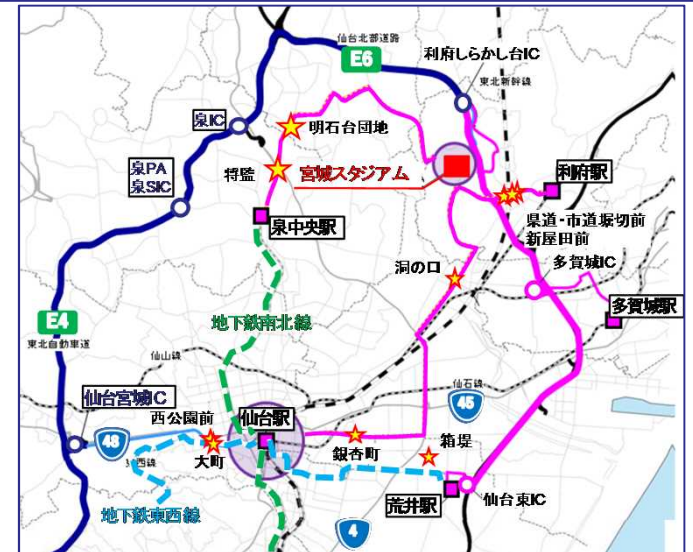 仙台北部道路
E6
利府しらかし台IC
東北新幹線
泉IC
明石台団地
泉PA
泉SIC
将監
宮城スタジアム
利府駅
泉中央駅
県道・市道堀切前
新屋田前
洞の口
多賀城IC
多賀城駅
E4
東北自動車道
地下鉄南北線
仙山線
仙石線
仙台宮城IC
西公園前
仙台駅
45
48
大町
銀杏町
箱堤
荒井駅
仙台東IC
地下鉄東西線
4